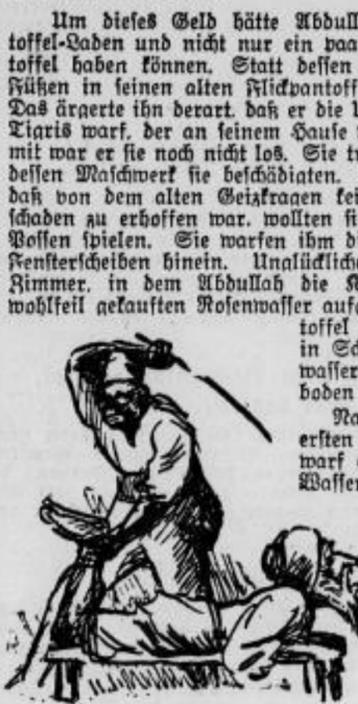 Um dieses Geld hätte Abdull
toffel-Laden und nicht nur ein paa
toffel haben können. Statt dessen
Füßen in seinen alten Flickpantoff
Das ärgerte ihn derart. daß er die l
Tigris warf, der an seinem Hause
mit war er sie noch nicht los. Sie tr
dessen Maschwerk sie beschädigten.
daß von dem alten Geizkragen kei
schaden zu erhoffen war. wollten si
Possen spielen. Sie warfen ihm d
Fensterscheiben hinein. Unglückliche
Zimmer. in dem Abdullah die K
wohlfeil gekauften Rosenwasser aufg
toffel
in Sc
wasser
boden
Na
ersten
warf
Wasser